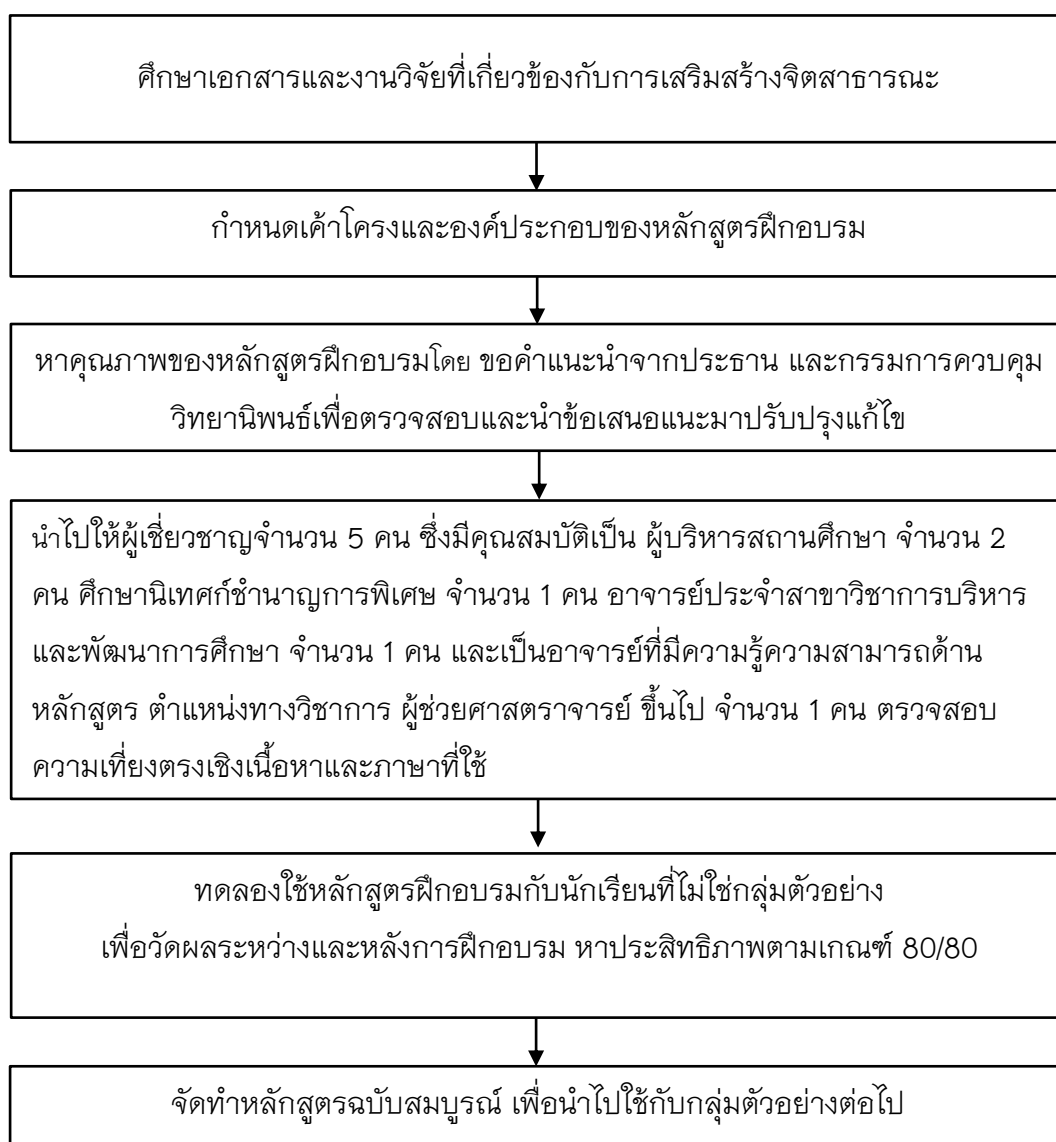 ศึกษาเอกสารและงานวิจัยที่เกี่ยวข้องกับการเสริมสร้างจิตสาธารณะ
กำหนดเค้าโครงและองค์ประกอบของหลักสูตรฝึกอบรม
หาคุณภาพของหลักสูตรฝึกอบรมโดย ขอคำแนะนำจากประธาน และกรรมการควบคุม
วิทยานิพนธ์เพื่อตรวจสอบและนำข้อเสนอแนะมาปรับปรุงแก้ไข
นำไปให้ผู้เชี่ยวชาญจำนวน 5 คน ซึ่งมีคุณสมบัติเป็น ผู้บริหารสถานศึกษา จำนวน 2
คน ศึกษานิเทศก์ชำนาญการพิเศษ จำนวน 1 คน อาจารย์ประจำสาขาวิชาการบริหาร
และพัฒนาการศึกษา จำนวน 1 คน และเป็นอาจารย์ที่มีความรู้ความสามารถด้าน
หลักสูตร ตำแหน่งทางวิชาการ ผู้ช่วยศาสตราจารย์ ขึ้นไป จำนวน 1 คน ตรวจสอบ
ความเที่ยงตรงเชิงเนื้อหาและภาษาที่ใช้
ทดลองใช้หลักสูตรฝึกอบรมกับนักเรียนที่ไม่ใช่กลุ่มตัวอย่าง
เพื่อวัดผลระหว่างและหลังการฝึกอบรม หาประสิทธิภาพตามเกณฑ์ 80/80
จัดทำหลักสูตรฉบับสมบูรณ์ เพื่อนำไปใช้กับกลุ่มตัวอย่างต่อไป